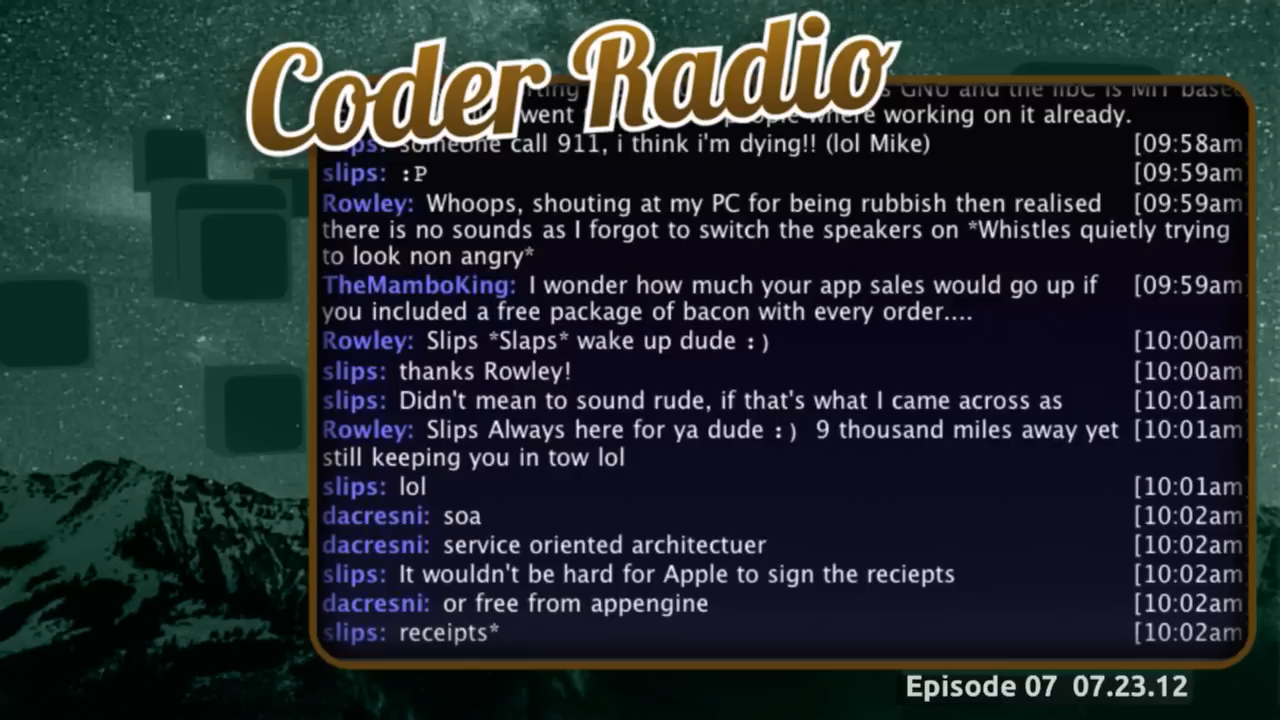 Coder Radio
GNU and the libC is MIT based
went working on it already.
someone call 911, i think i'm dying!! (lol Mike) [09:58am
slips: :P [09:59am
Rowley: Whoops, shouting at my PC for being rubbish then realised [09:59am
there is no sounds as I forgot to switch the speakers on *Whistles quietly trying
to look non angry*
TheMamboKing: I wonder how much your app sales would go up if [09:59am
you included a free package of bacon with every order....
Rowley: Slips *Slaps* wake up dude :) [10:00am
slips: thanks Rowley! [10:00am
slips: Didn't mean to sound rude, if that's what I came across as [10:01am
Rowley: Slips Always here for ya dude :) 9 thousand miles away yet [10:01am
still keeping you in tow lol
slips: lol [10:01am
dacresni: soa [10:02am
dacresni: service oriented architectuer [10:02am
slips: It wouldn't be hard for Apple to sign the reciepts [10:02am
dacresni: or free from appengine [10:02am
slips: receipts* [10:02am
Episode 07 07.23.12